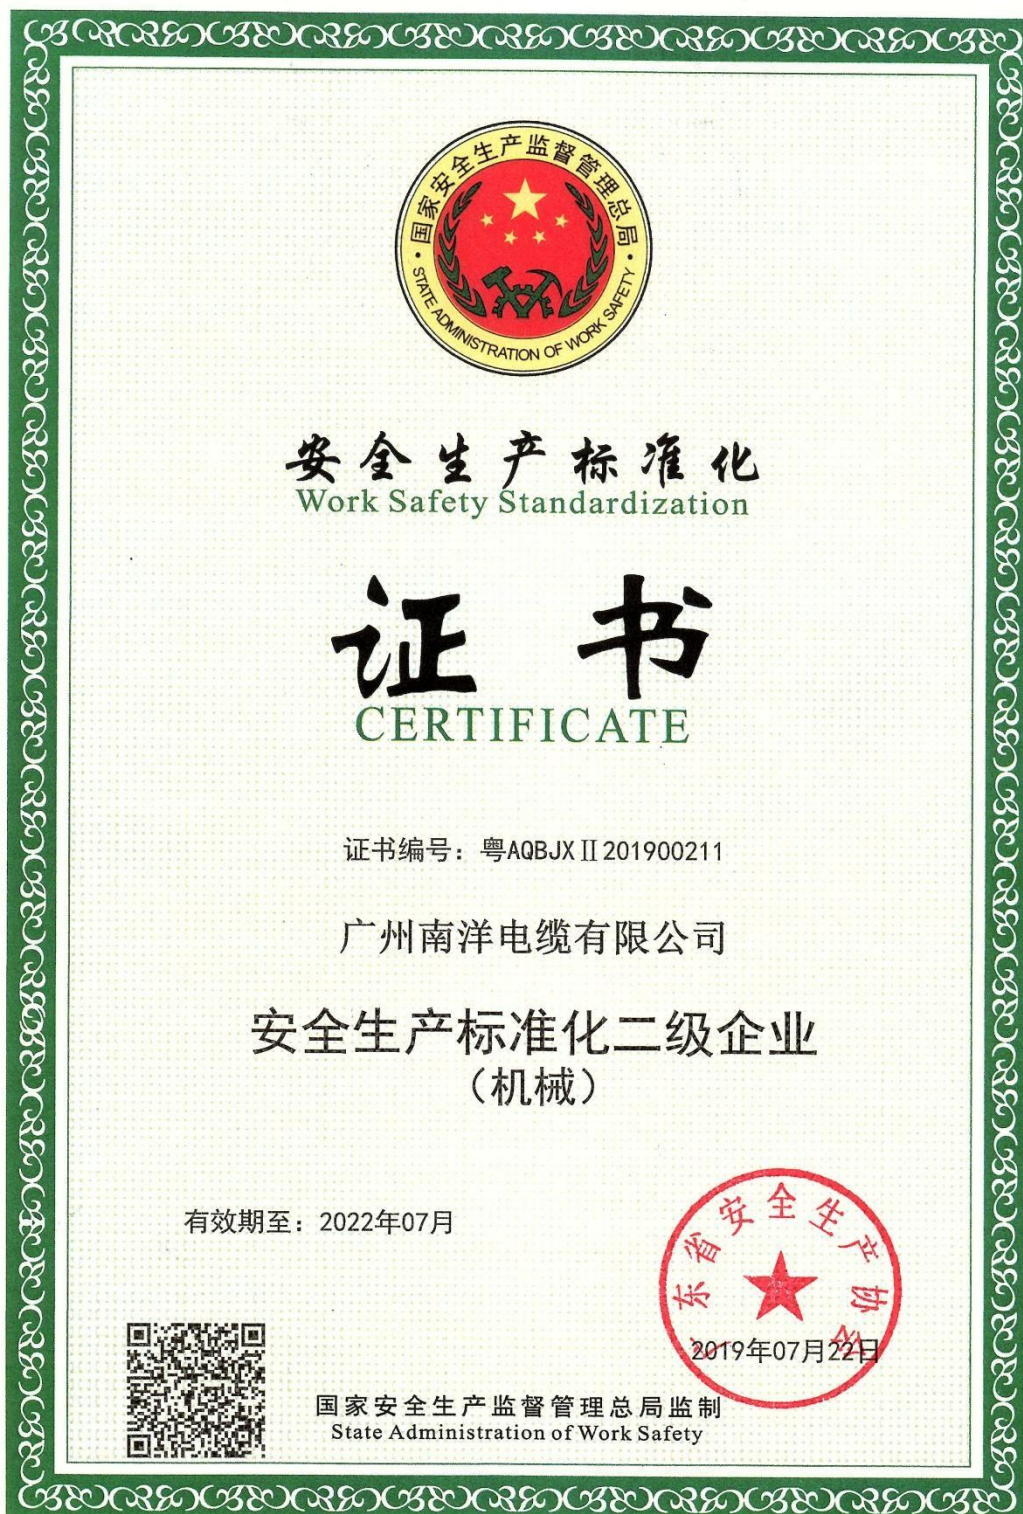 国家安全生产监督管理总局
STATE ADMINISTRATION OF WORK SAFETY
安全生产标准化
Work Safety Standardization
证书
CERTIFICATE
证书编号：粤AQBJXⅡ201900211
广州南洋电缆有限公司
安全生产标准化二级企业
（机械）
有效期至：2022年07月
广东省安全生产协会
2019年07月22日
国家安全生产监督管理总局监制
State Administration of Work Safety